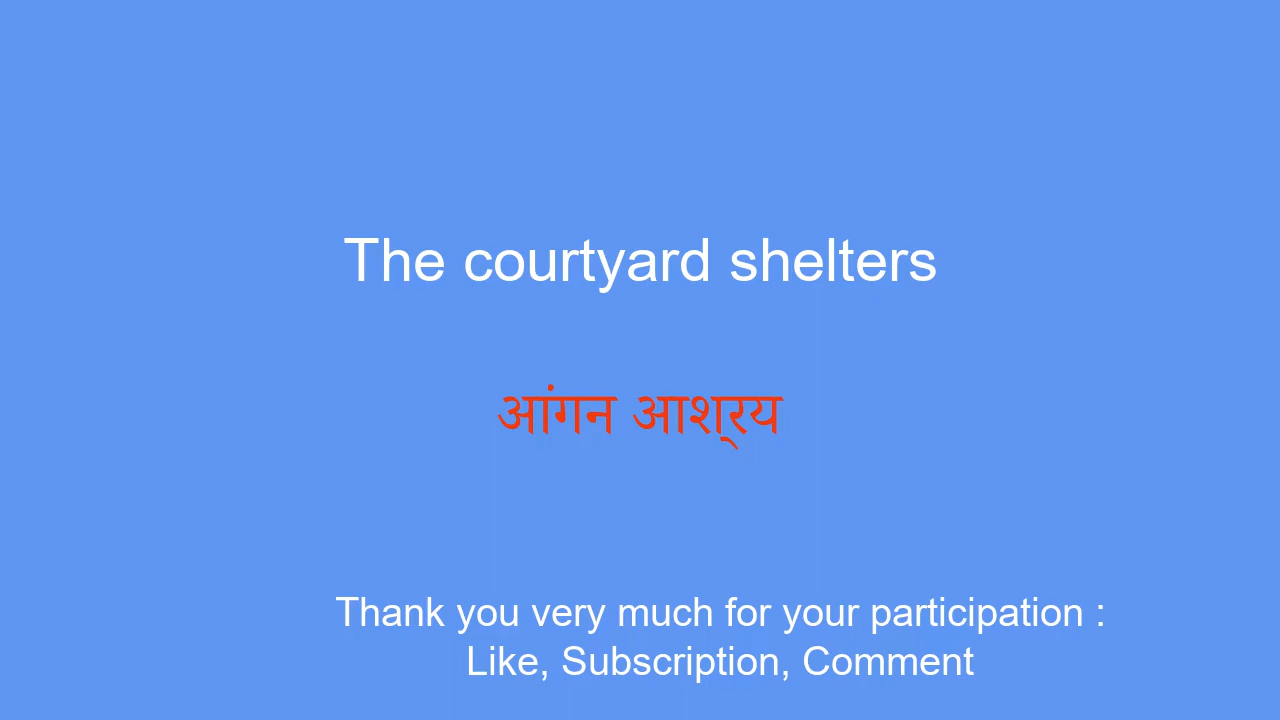 The courtyard shelters
आंगन आश्रय
Thank you very much for your participation :
Like, Subscription, Comment